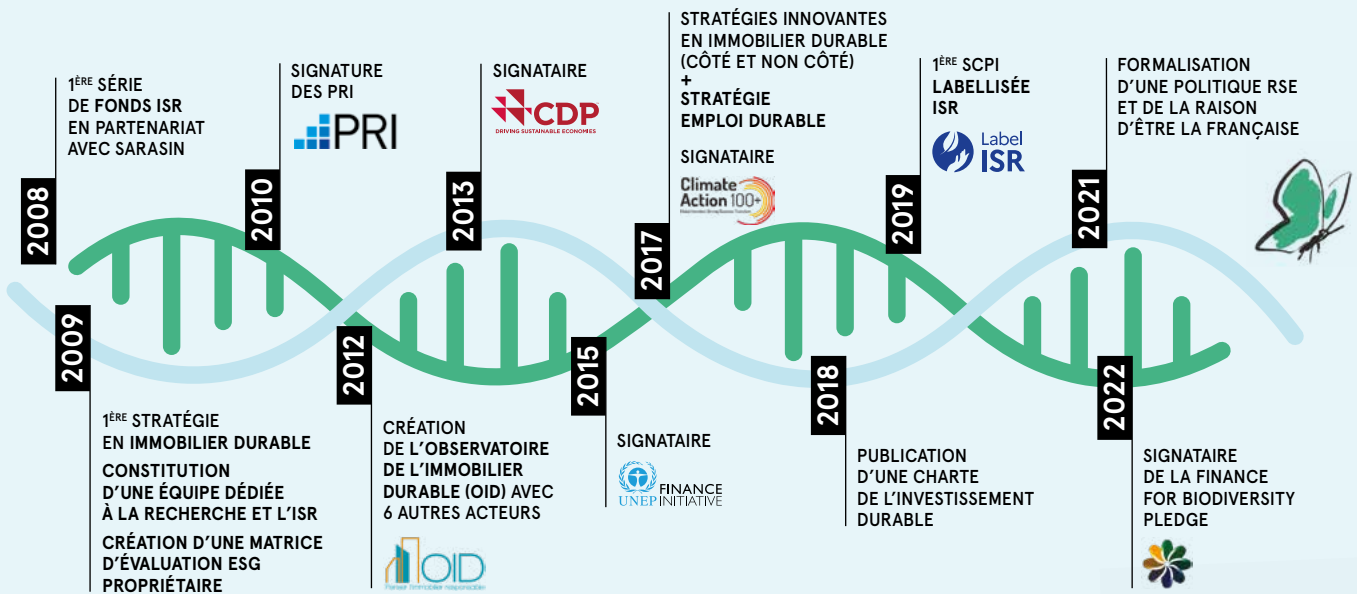 2008
1ÈRE SÉRIE
DE FONDS ISR
EN PARTENARIAT
AVEC SARASIN
2009
1ÈRE STRATÉGIE
EN IMMOBILIER DURABLE
CONSTITUTION
D'UNE ÉQUIPE DÉDIÉE
À LA RECHERCHE ET L'ISR
CRÉATION D'UNE MATRICE
D'ÉVALUATION ESG
PROPRIÉTAIRE
2010
SIGNATURE
DES PRI
PRI
2012
CRÉATION
DE L'OBSERVATOIRE
DE L'IMMOBILIER
DURABLE (OID) AVEC
6 AUTRES ACTEURS
OID
Penser l'immobilier responsable
2013
SIGNATAIRE
CDP
DRIVING SUSTAINABLE ECONOMIES
2015
SIGNATAIRE
UNEP FINANCE
INITIATIVE
2017
STRATÉGIES INNOVANTES
EN IMMOBILIER DURABLE
(CÔTÉ ET NON CÔTÉ)
+
STRATÉGIE
EMPLOI DURABLE
SIGNATAIRE
Climate
Action 100+
2018
PUBLICATION
D'UNE CHARTE
DE L'INVESTISSEMENT
DURABLE
2019
1ÈRE SCPI
LABELLISÉE
ISR
Label
ISR
2021
FORMALISATION
D'UNE POLITIQUE RSE
ET DE LA RAISON
D'ÊTRE LA FRANÇAISE
2022
SIGNATAIRE
DE LA FINANCE
FOR BIODIVERSITY
PLEDGE